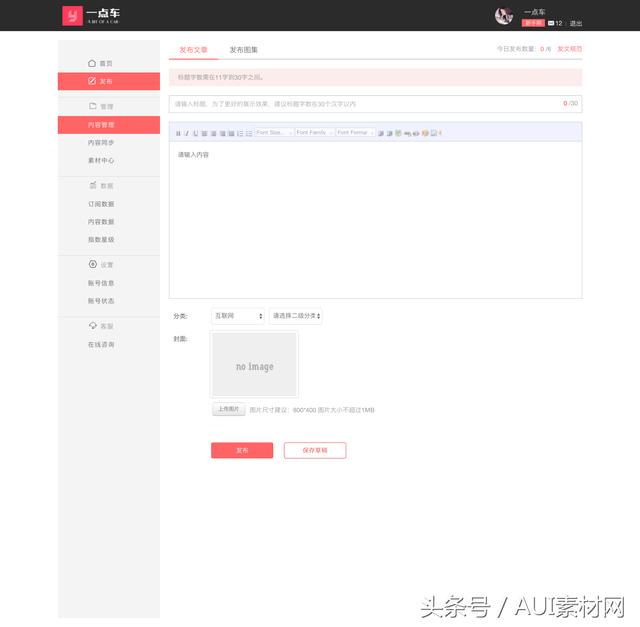 一点车
A BIT OF A CAR
一点车
新手期 12 | 退出
首页
发布
管理
内容管理
内容同步
素材中心
数据
订阅数据
内容数据
指数星级
设置
账号信息
账号状态
客服
在线咨询
发布文章 发布图集
今日发布数量: 0 /6 发文规范
标题字数需在11字到30字之间。
请输入标题，为了更好的展示效果，建议标题字数在30个汉字以内 0 /30
B I U Font Size... Font Family. Font Format
请输入内容
分类: 互联网 请选择二级分类
封面:
no image
上传图片 图片尺寸建议: 600*400 图片大小不超过1MB
发布 保存草稿
头条号 / AUI素材网